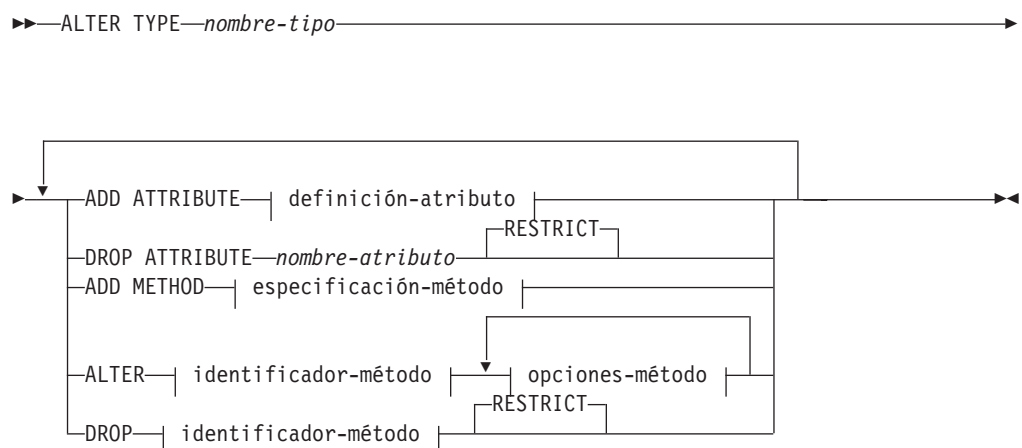 ALTER TYPE nombre-tipo
ADD ATTRIBUTE definición-atributo
RESTRICT
DROP ATTRIBUTE nombre-atributo
ADD METHOD especificación-método
ALTER identificador-método opciones-método
RESTRICT
DROP identificador-método